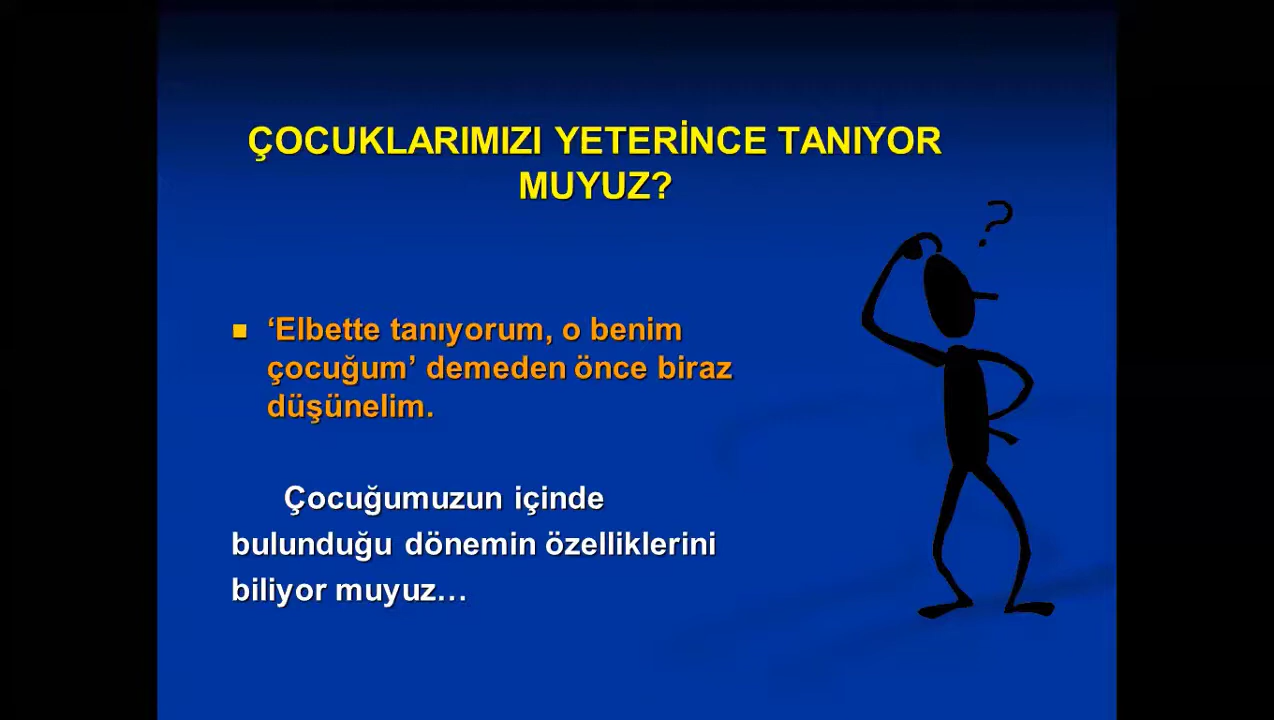 ÇOCUKLARIMIZI YETERİNCE TANIYOR
MUYUZ?
?
‘Elbette tanıyorum, o benim
çocuğum’ demeden önce biraz
düşünelim.
Çocuğumuzun içinde
bulunduğu dönemin özelliklerini
biliyor muyuz…